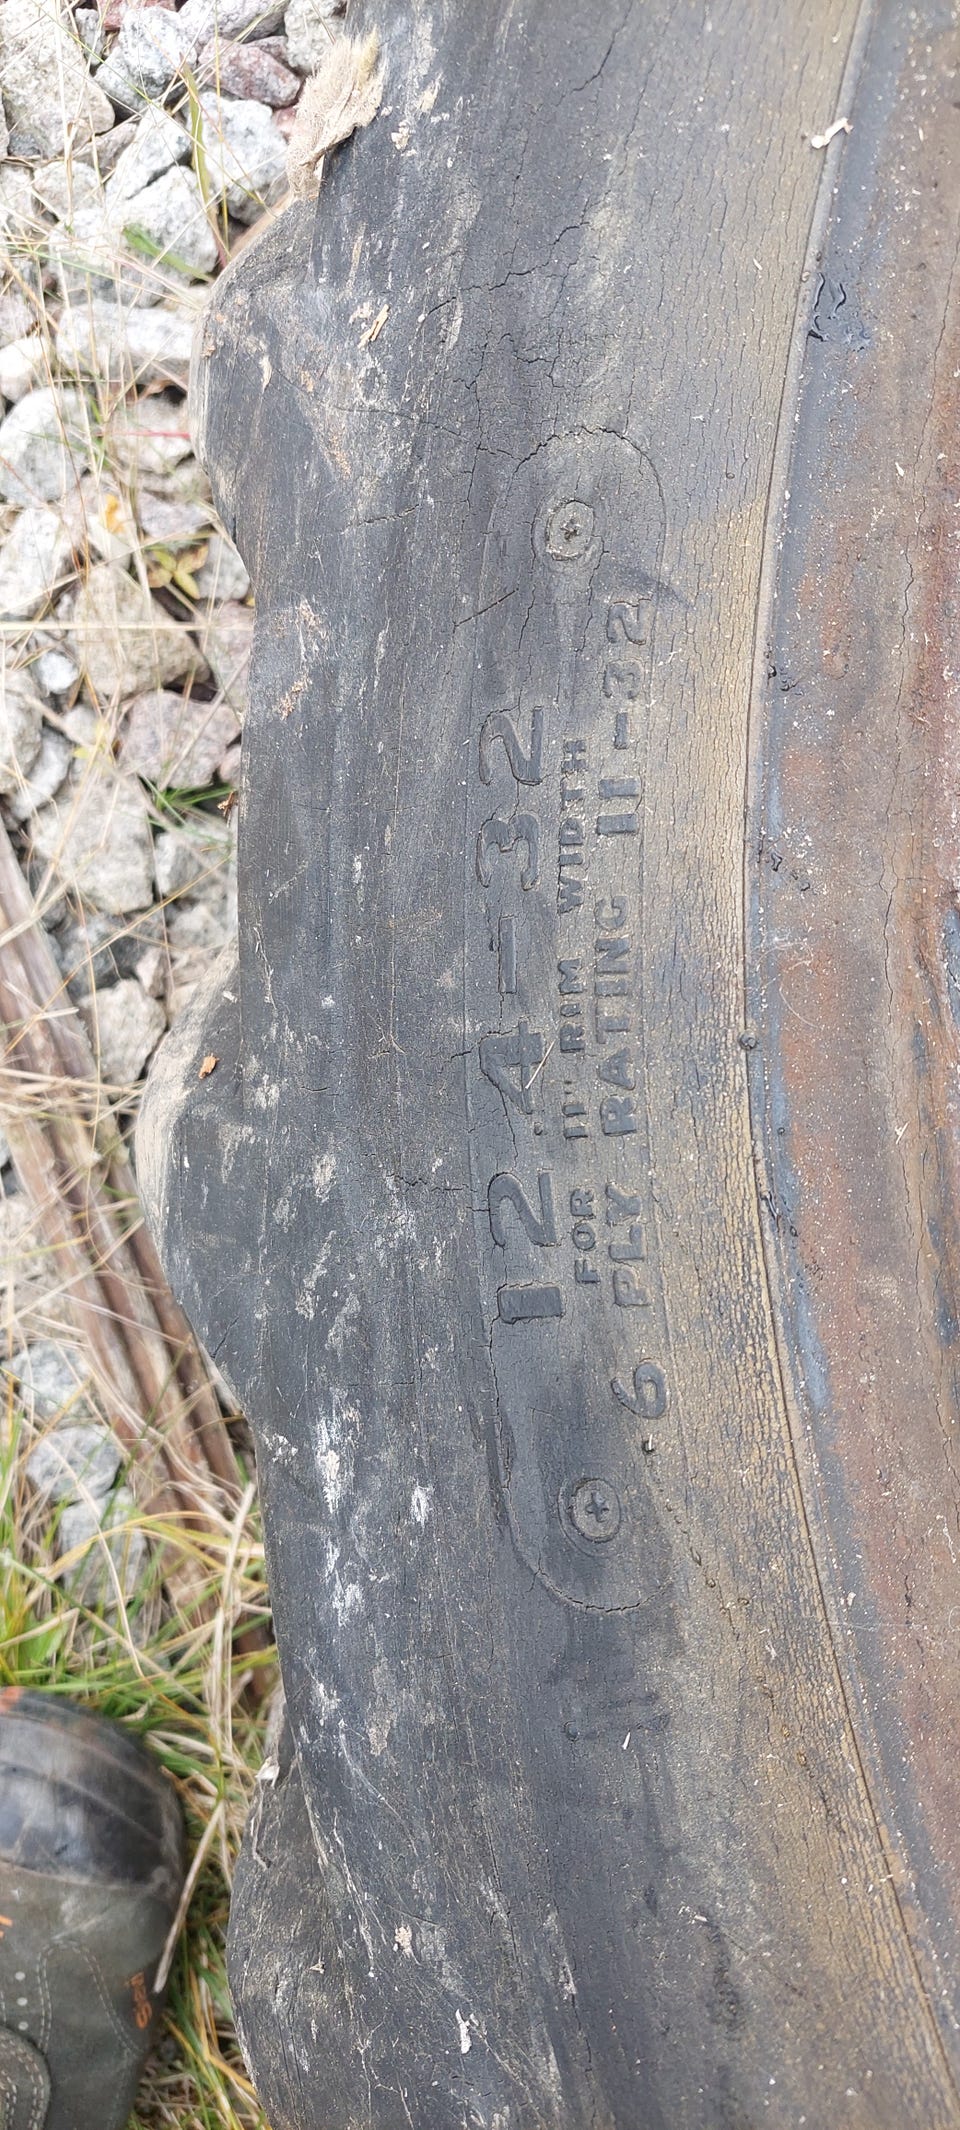 12.4-32
FOR 11" RIM WIDTH
6 PLY RATING 11-32